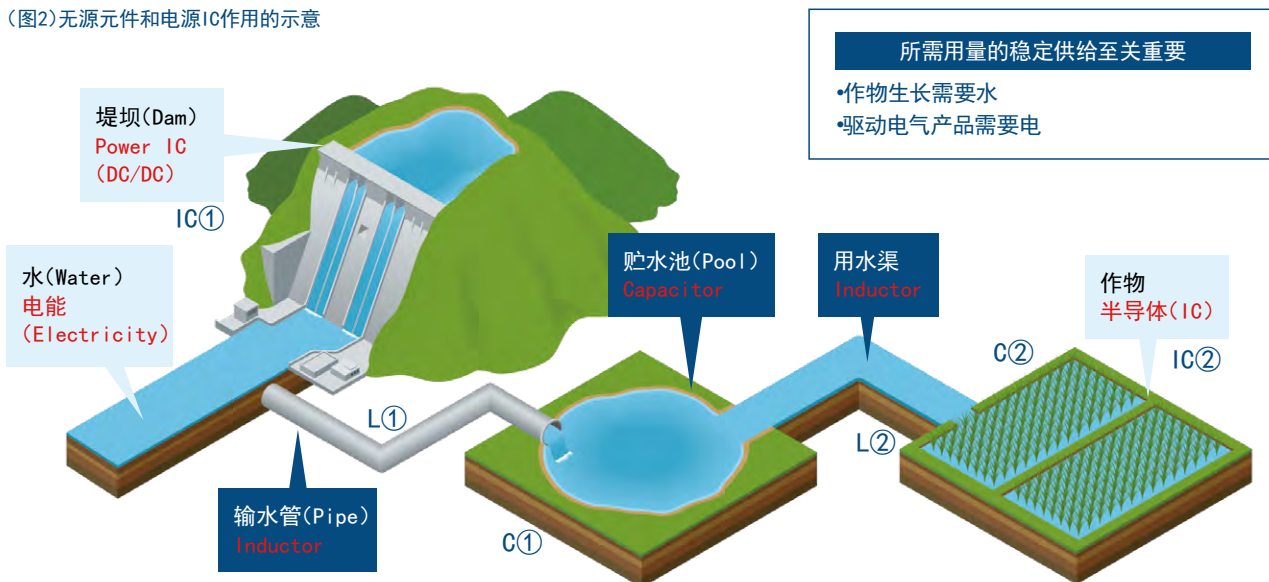 (图2)无源元件和电源IC作用的示意
所需用量的稳定供给至关重要
•作物生长需要水
•驱动电气产品需要电
堤坝(Dam)
Power IC
(DC/DC)
IC①
水(Water)
电能
(Electricity)
贮水池(Pool)
Capacitor
用水渠
Inductor
作物
半导体(IC)
IC②
C②
L①
L②
输水管(Pipe)
Inductor
C①